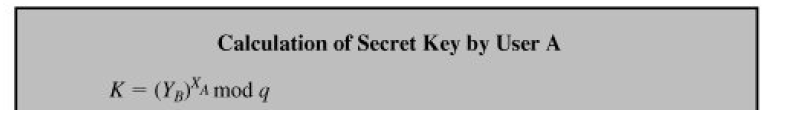 Calculation of Secret Key by User A
K = (Y_B)^{X_A} mod q